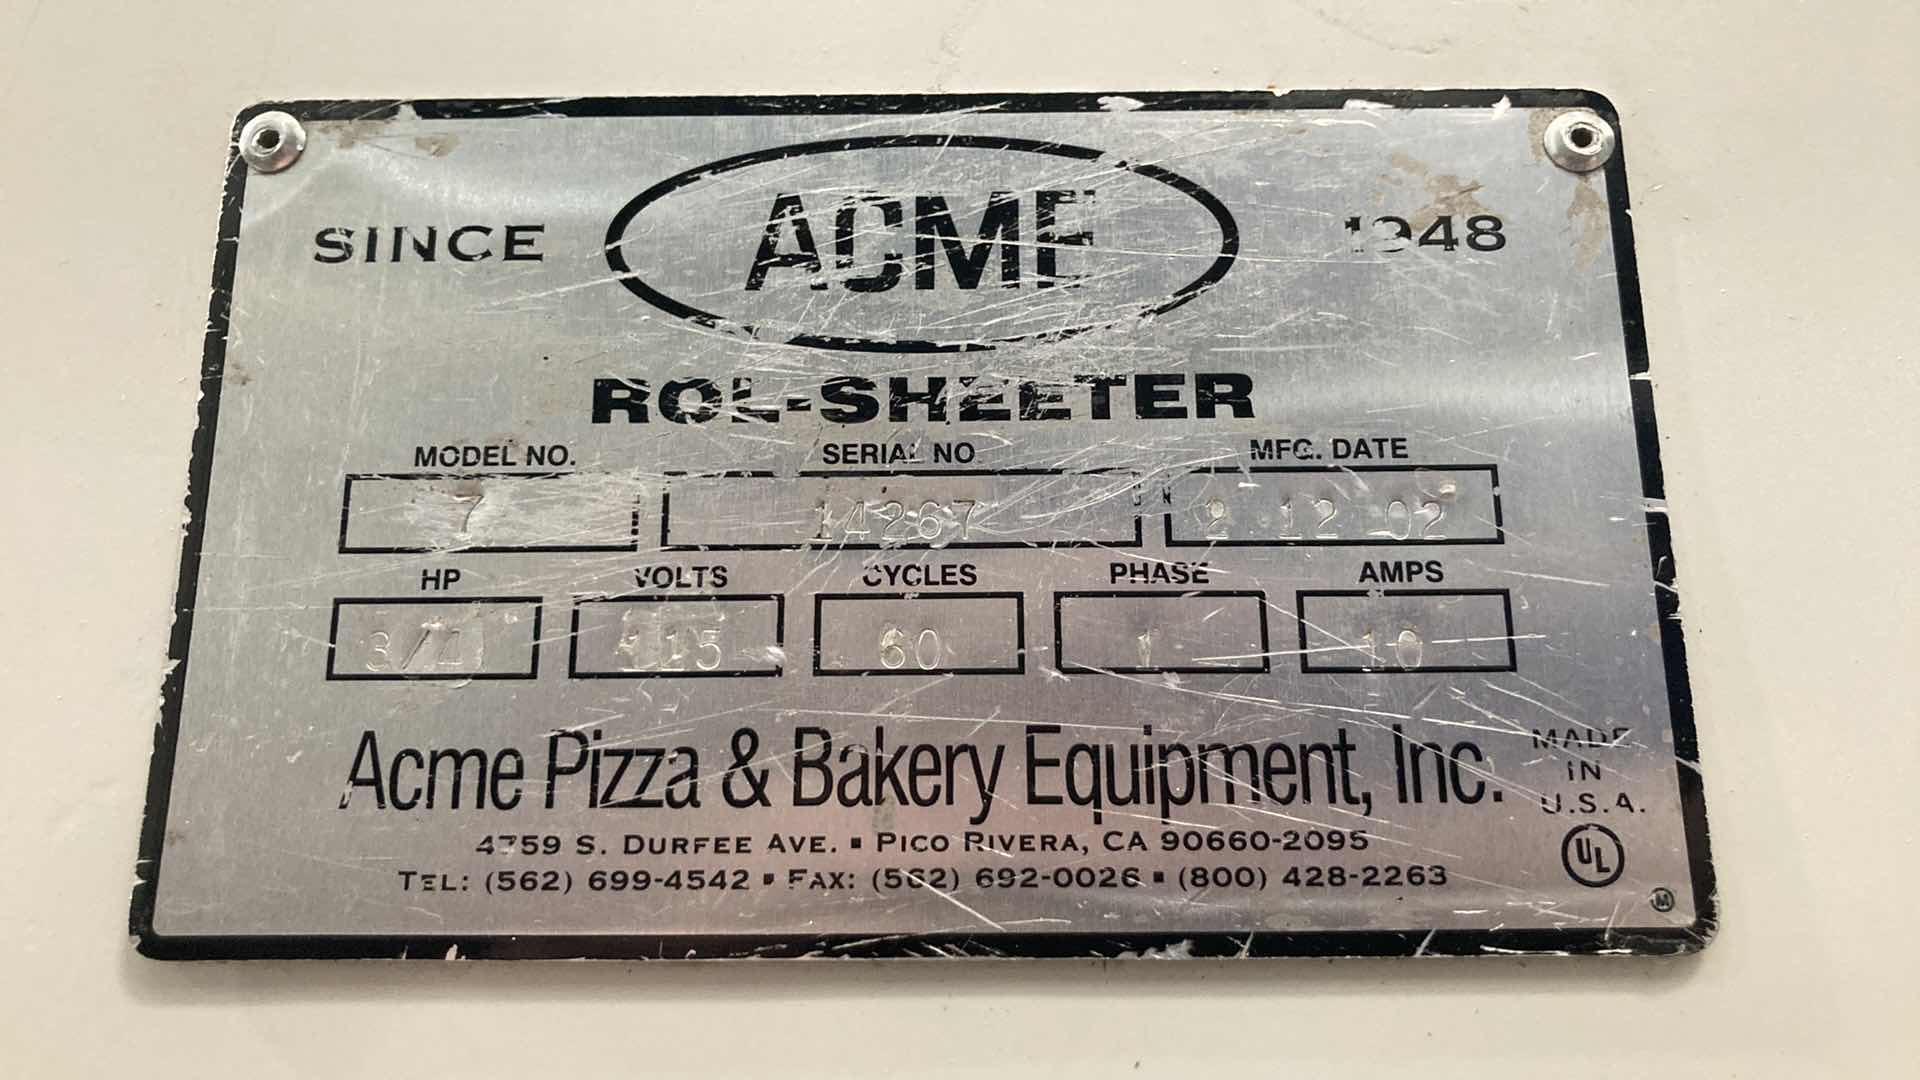 SINCE ACME 1948
ROL-SHEETER
MODEL NO. SERIAL NO. MFG. DATE
7 14267 2 12 02
HP VOLTS CYCLES PHASE AMPS
3/4 115 60 1 10
Acme Pizza & Bakery Equipment, Inc.
MADE
IN
U.S.A.
4759 S. DURFEE AVE. ▪ PICO RIVERA, CA 90660-2095
TEL: (562) 699-4542 ▪ FAX: (562) 692-0026 ▪ (800) 428-2263
UL
M